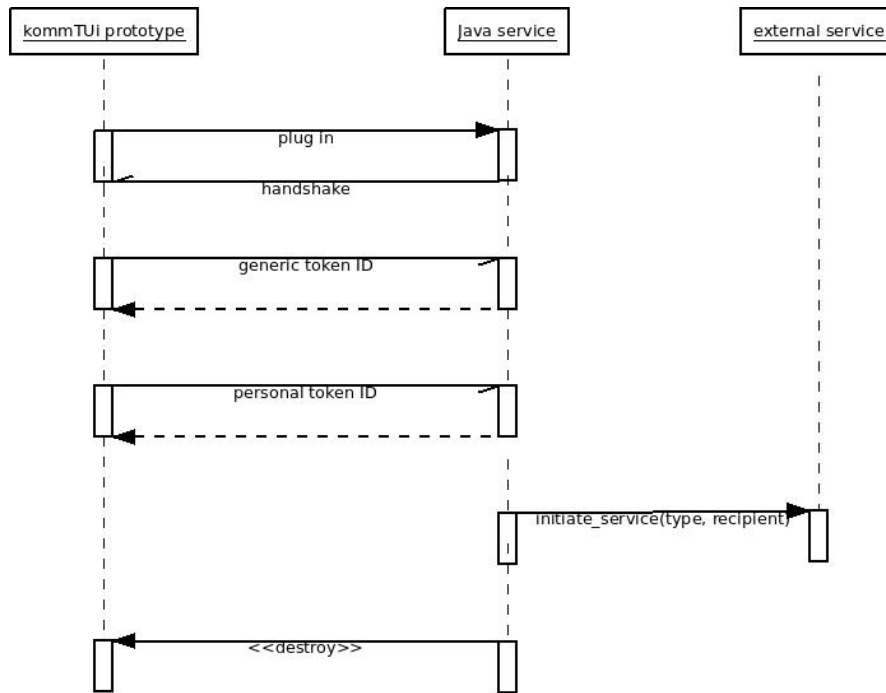 kommTUi prototype
Java service
external service
plug in
handshake
generic token ID
personal token ID
initiate_service(type, recipient)
<<destroy>>